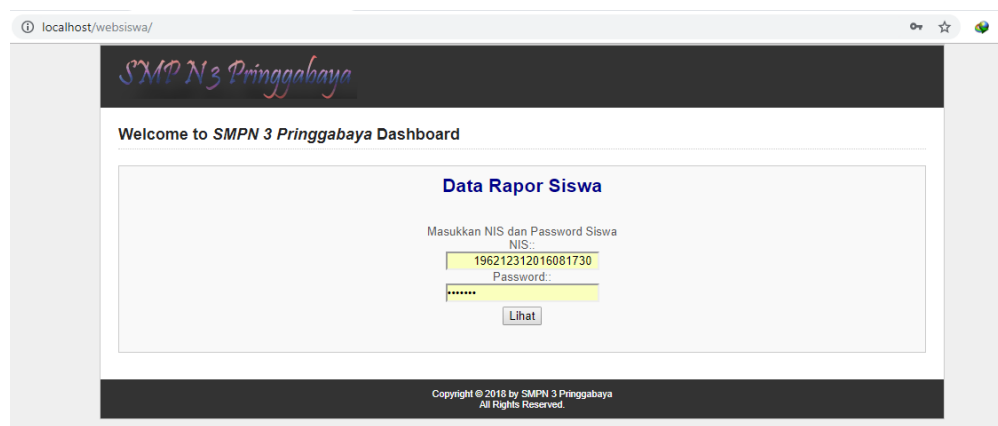 localhost/websiswa/
SMP N 3 Pringgabaya
Welcome to SMPN 3 Pringgabaya Dashboard
Data Rapor Siswa
Masukkan NIS dan Password Siswa
NIS::
196212312016081730
Password::
•••••••
Lihat
Copyright © 2018 by SMPN 3 Pringgabaya
All Rights Reserved.